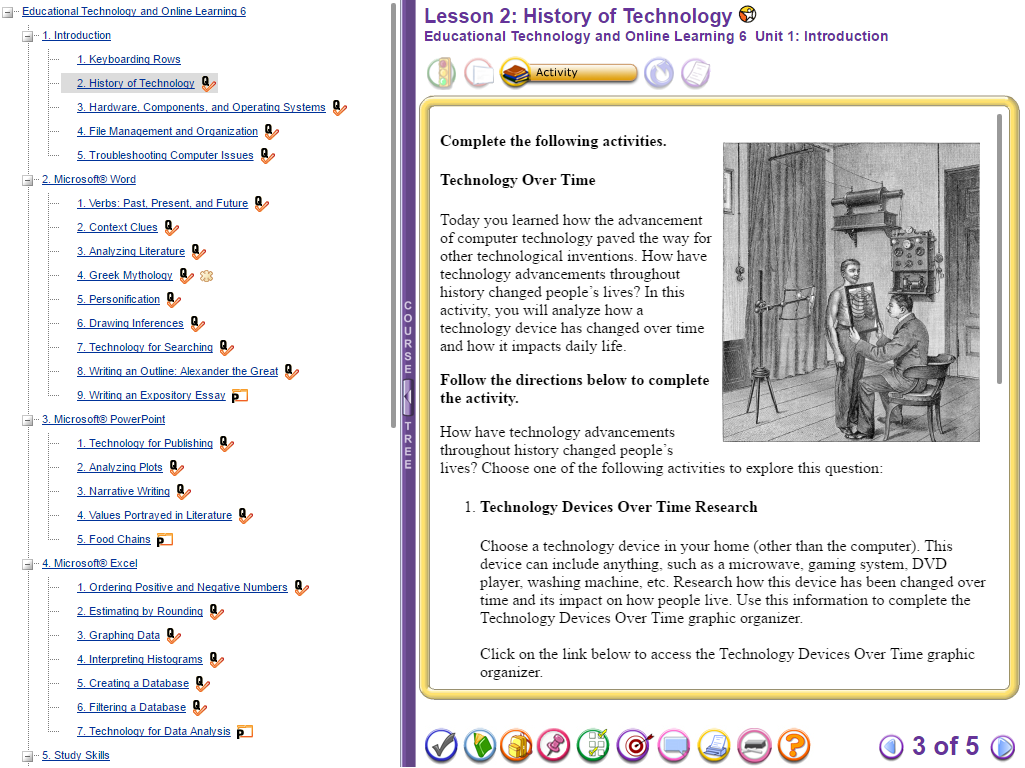 Educational Technology and Online Learning 6
1. Introduction
1. Keyboarding Rows
2. History of Technology
3. Hardware, Components, and Operating Systems
4. File Management and Organization
5. Troubleshooting Computer Issues
2. Microsoft® Word
1. Verbs: Past, Present, and Future
2. Context Clues
3. Analyzing Literature
4. Greek Mythology
5. Personification
6. Drawing Inferences
7. Technology for Searching
8. Writing an Outline: Alexander the Great
9. Writing an Expository Essay
3. Microsoft® PowerPoint
1. Technology for Publishing
2. Analyzing Plots
3. Narrative Writing
4. Values Portrayed in Literature
5. Food Chains
4. Microsoft® Excel
1. Ordering Positive and Negative Numbers
2. Estimating by Rounding
3. Graphing Data
4. Interpreting Histograms
5. Creating a Database
6. Filtering a Database
7. Technology for Data Analysis
5. Study Skills
COURSE TREE
Lesson 2: History of Technology
Educational Technology and Online Learning 6 Unit 1: Introduction
Activity
Complete the following activities.
Technology Over Time
Today you learned how the advancement
of computer technology paved the way for
other technological inventions. How have
technology advancements throughout
history changed people's lives? In this
activity, you will analyze how a
technology device has changed over time
and how it impacts daily life.
Follow the directions below to complete
the activity.
How have technology advancements
throughout history changed people's
lives? Choose one of the following activities to explore this question:
1. Technology Devices Over Time Research
Choose a technology device in your home (other than the computer). This
device can include anything, such as a microwave, gaming system, DVD
player, washing machine, etc. Research how this device has been changed over
time and its impact on how people live. Use this information to complete the
Technology Devices Over Time graphic organizer.
Click on the link below to access the Technology Devices Over Time graphic
organizer.
3 of 5